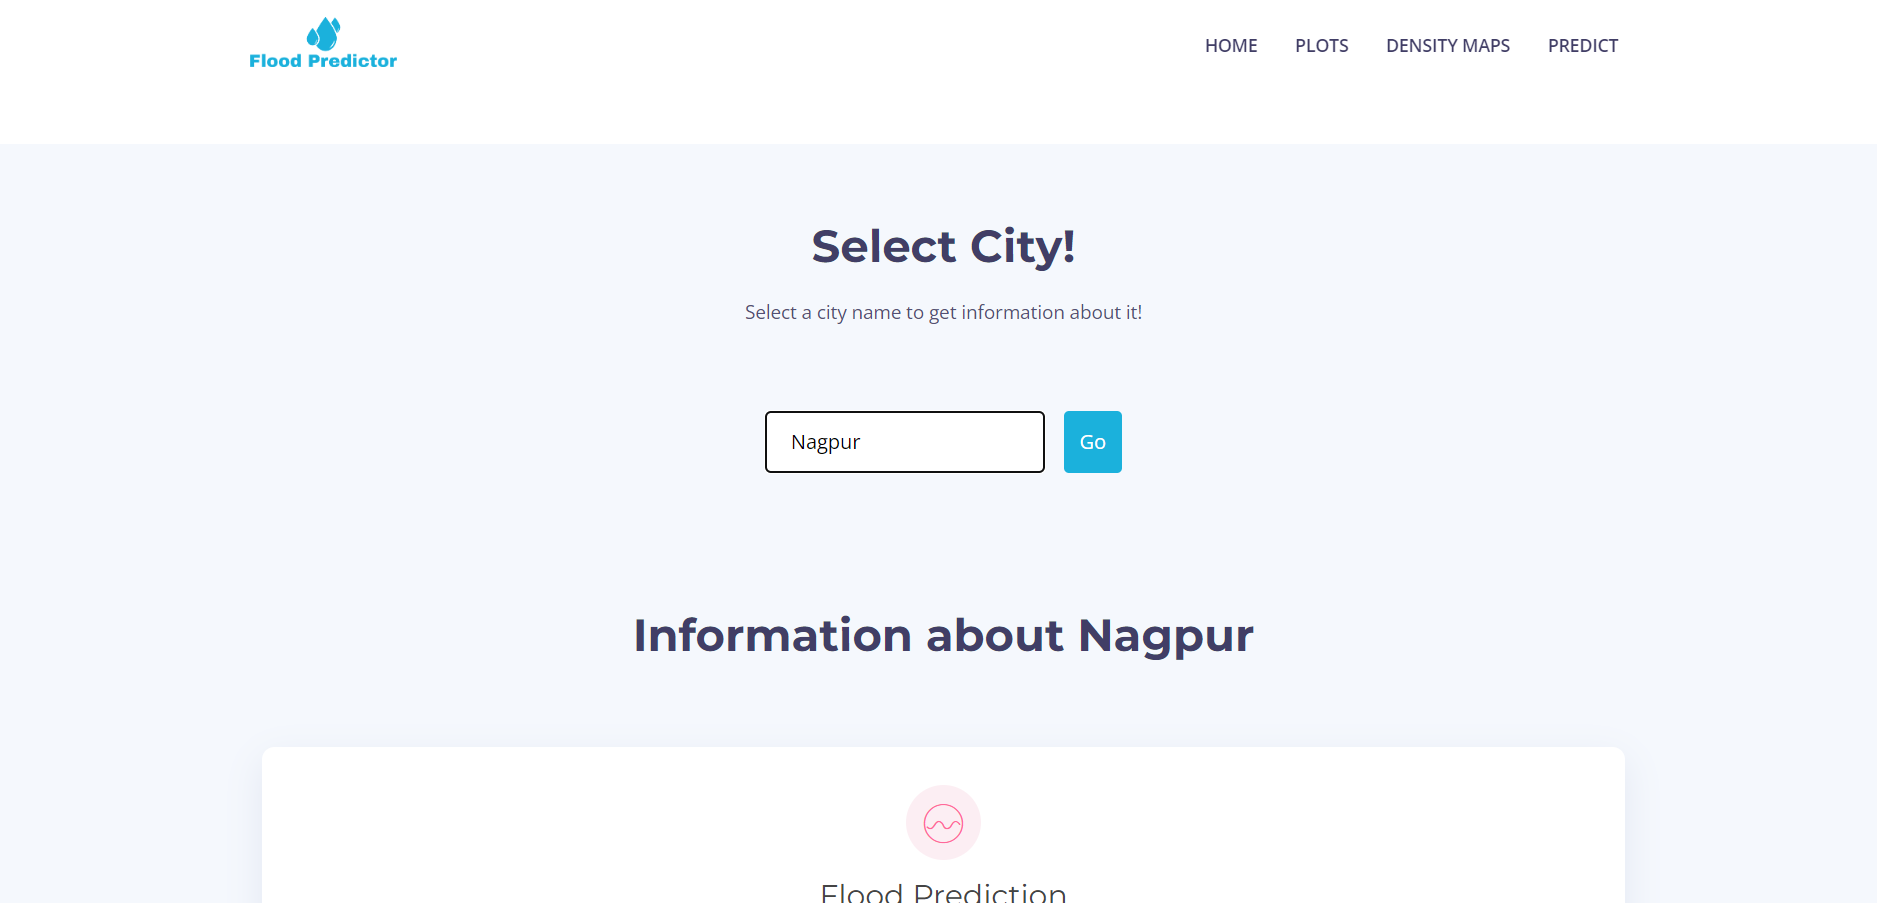 Flood Predictor
HOME PLOTS DENSITY MAPS PREDICT
Select City!
Select a city name to get information about it!
Nagpur
Go
Information about Nagpur
Flood Prediction